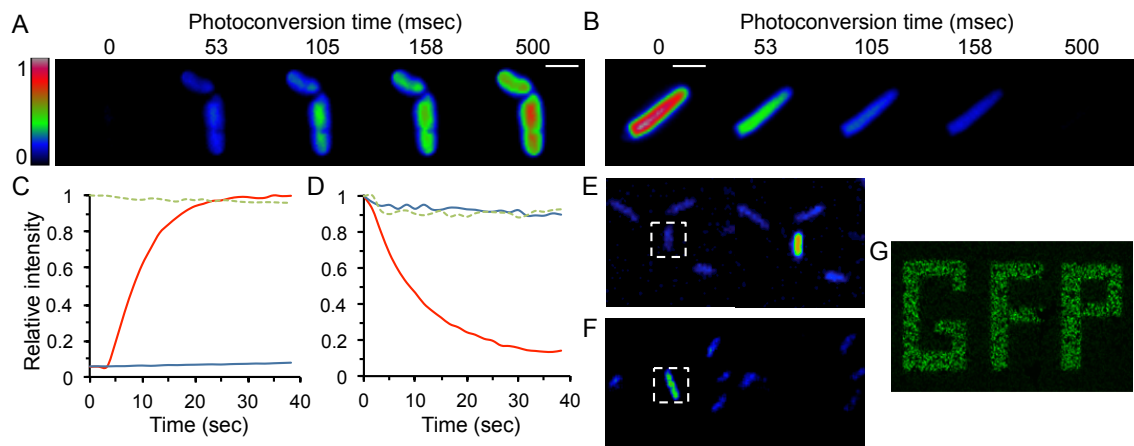 A
Photoconversion time (msec)
0 53 105 158 500
1
0
B
Photoconversion time (msec)
0 53 105 158 500
C
Relative intensity
1
0.8
0.6
0.4
0.2
0
0 10 20 30 40
Time (sec)
D
1
0.8
0.6
0.4
0.2
0
0 10 20 30 40
Time (sec)
E
F
G
GFP